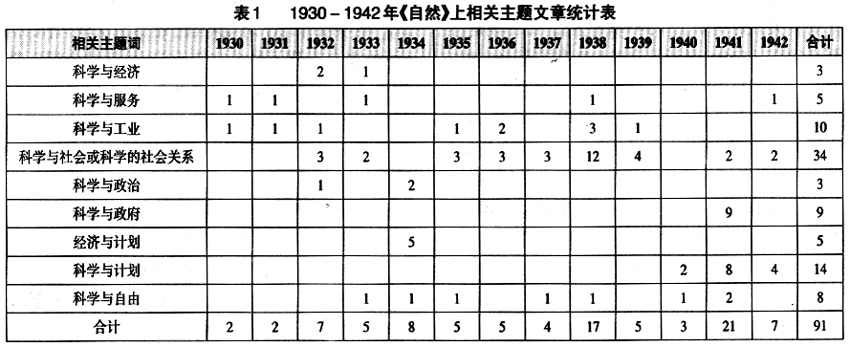 表1 1930－1942年《自然》上相关主题文章统计表
相关主题词 1930 1931 1932 1933 1934 1935 1936 1937 1938 1939 1940 1941 1942 合计
科学与经济 2 1 3
科学与服务 1 1 1 1 1 5
科学与工业 1 1 1 1 2 3 1 10
科学与社会或科学的社会关系 3 2 3 3 3 12 4 2 2 34
科学与政治 1 2 3
科学与政府 9 9
经济与计划 5 5
科学与计划 2 8 4 14
科学与自由 1 1 1 1 1 1 2 8
合计 2 2 7 5 8 5 5 4 17 5 3 21 7 91